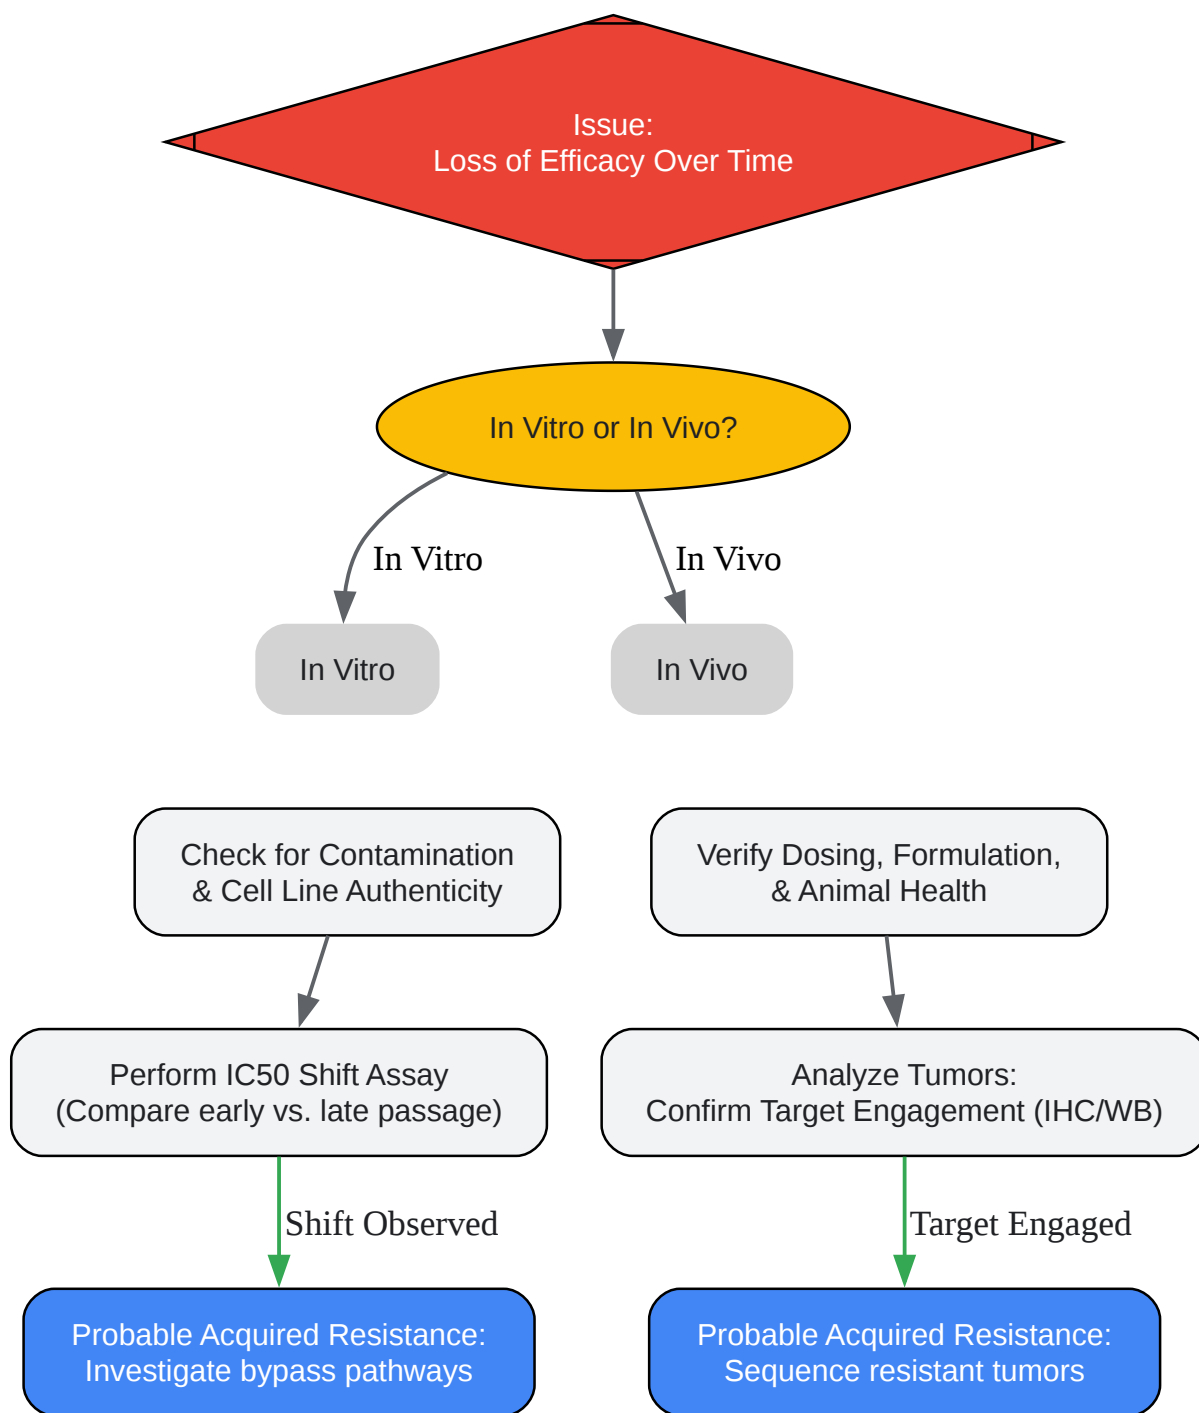 Issue:
Loss of Efficacy Over Time
In Vitro or In Vivo?
In Vitro
In Vivo
In Vitro
In Vivo
Check for Contamination
& Cell Line Authenticity
Verify Dosing, Formulation,
& Animal Health
Perform IC50 Shift Assay
(Compare early vs. late passage)
Analyze Tumors:
Confirm Target Engagement (IHC/WB)
Shift Observed
Target Engaged
Probable Acquired Resistance:
Investigate bypass pathways
Probable Acquired Resistance:
Sequence resistant tumors